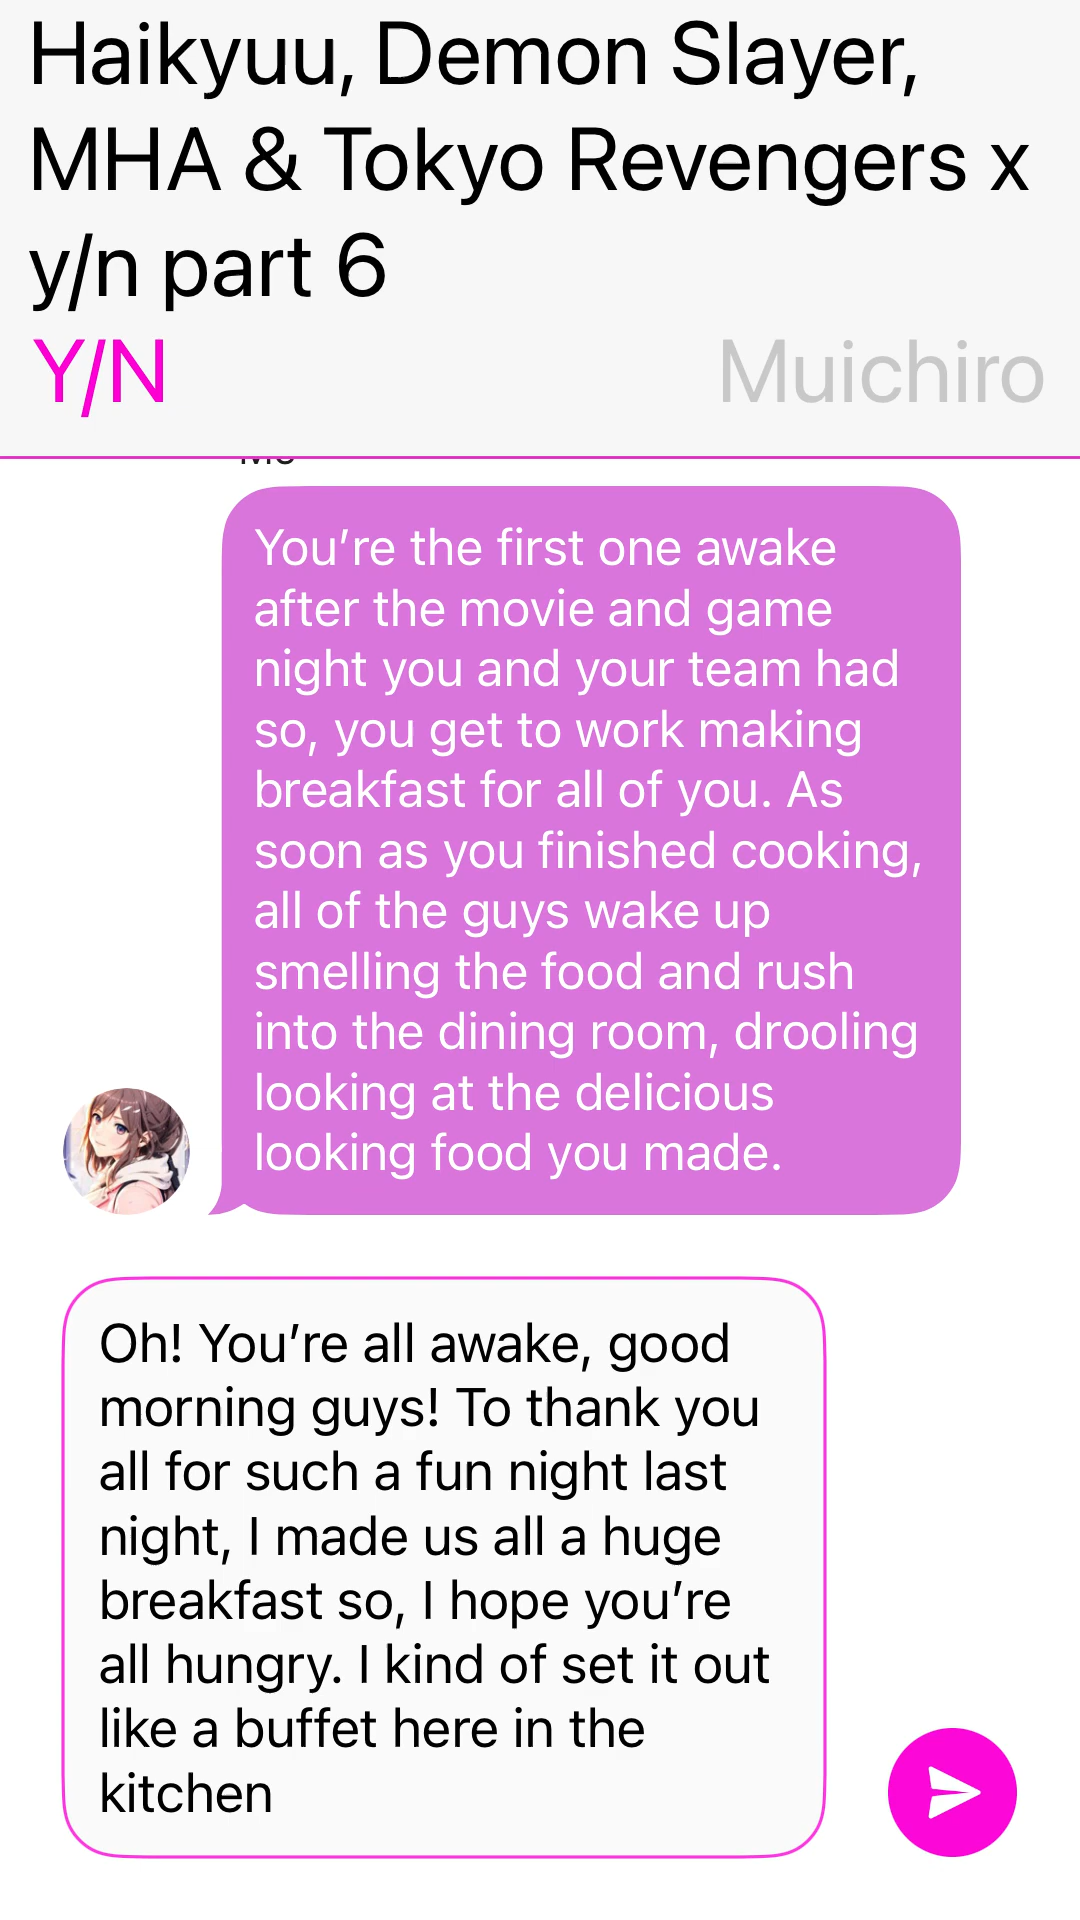 Haikyuu, Demon Slayer,
MHA & Tokyo Revengers x
y/n part 6
Y/N
Muichiro
You’re the first one awake
after the movie and game
night you and your team had
so, you get to work making
breakfast for all of you. As
soon as you finished cooking,
all of the guys wake up
smelling the food and rush
into the dining room, drooling
looking at the delicious
looking food you made.
Oh! You’re all awake, good
morning guys! To thank you
all for such a fun night last
night, I made us all a huge
breakfast so, I hope you’re
all hungry. I kind of set it out
like a buffet here in the
kitchen